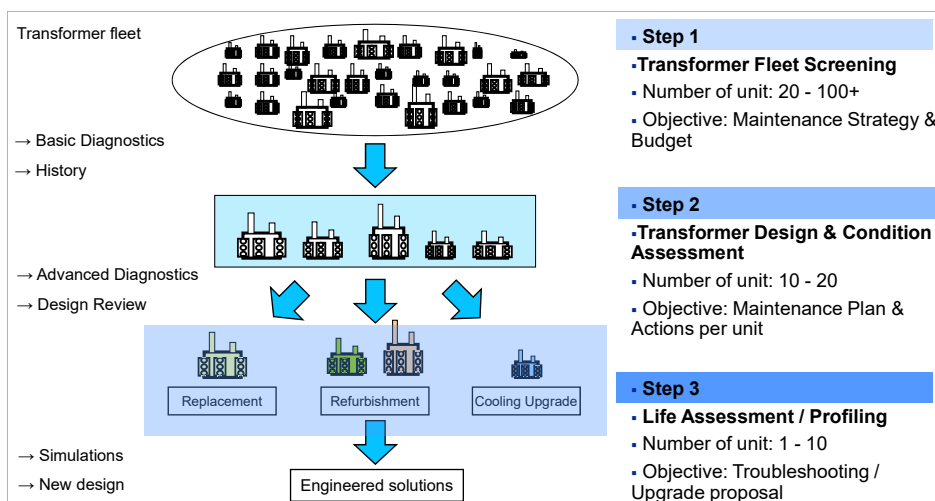 Transformer fleet
→ Basic Diagnostics
→ History
→ Advanced Diagnostics
→ Design Review
Replacement
Refurbishment
Cooling Upgrade
→ Simulations
→ New design
Engineered solutions
▪ Step 1
▪Transformer Fleet Screening
▪ Number of unit: 20 - 100+
▪ Objective: Maintenance Strategy &
Budget
▪ Step 2
▪Transformer Design & Condition
Assessment
▪ Number of unit: 10 - 20
▪ Objective: Maintenance Plan &
Actions per unit
▪ Step 3
▪ Life Assessment / Profiling
▪ Number of unit: 1 - 10
▪ Objective: Troubleshooting /
Upgrade proposal